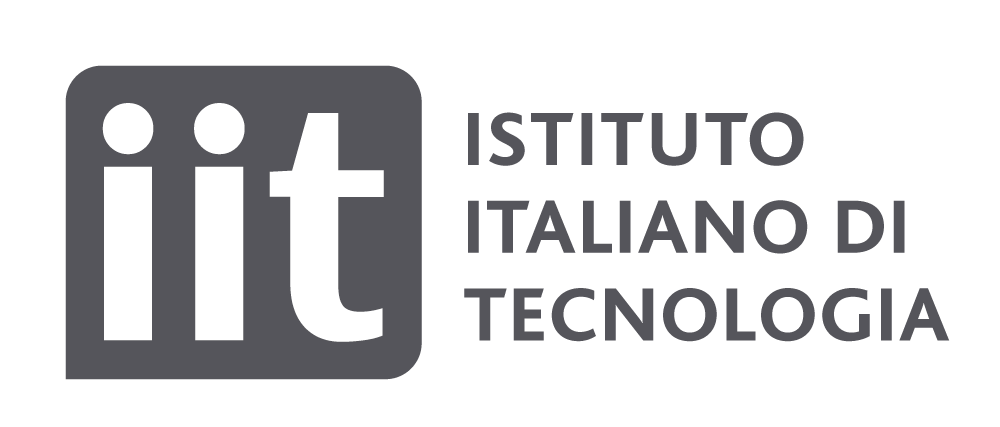 iit
ISTITUTO
ITALIANO DI
TECNOLOGIA